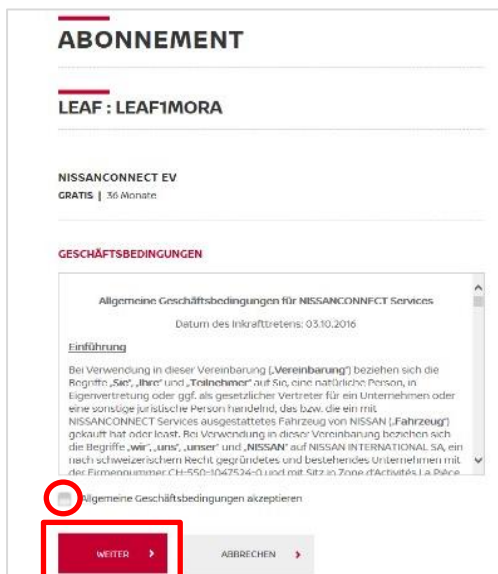 ABONNEMENT
LEAF : LEAF1MORA
NISSANCONNECT EV
GRATIS | 36 Monate
GESCHÄFTSBEDINGUNGEN
Allgemeine Geschäftsbedingungen für NISSANCONNECT Services
Datum des Inkrafttretens: 03.10.2016
Einführung
Bei Verwendung in dieser Vereinbarung („Vereinbarung“) beziehen sich die
Begriffe „Sie“, „Ihre“ und „Teilnehmer“ auf Sie, eine natürliche Person, in
Eigenvertretung oder ggf. als gesetzlicher Vertreter für ein Unternehmen oder
eine sonstige juristische Person handelnd, das bzw. die ein mit
NISSANCONNECT Services ausgestattetes Fahrzeug von NISSAN („Fahrzeug“)
gekauft hat oder least. Bei Verwendung in dieser Vereinbarung beziehen sich
die Begriffe „wir“, „uns“, „unser“ und „NISSAN“ auf NISSAN INTERNATIONAL SA, ein
nach schweizerischem Recht gegründetes und bestehendes Unternehmen mit
der Firmennummer CH-550-1047524-0 und mit Sitz in Zone d'Activités La Pièce
Allgemeine Geschäftsbedingungen akzeptieren
WEITER
ABBRECHEN